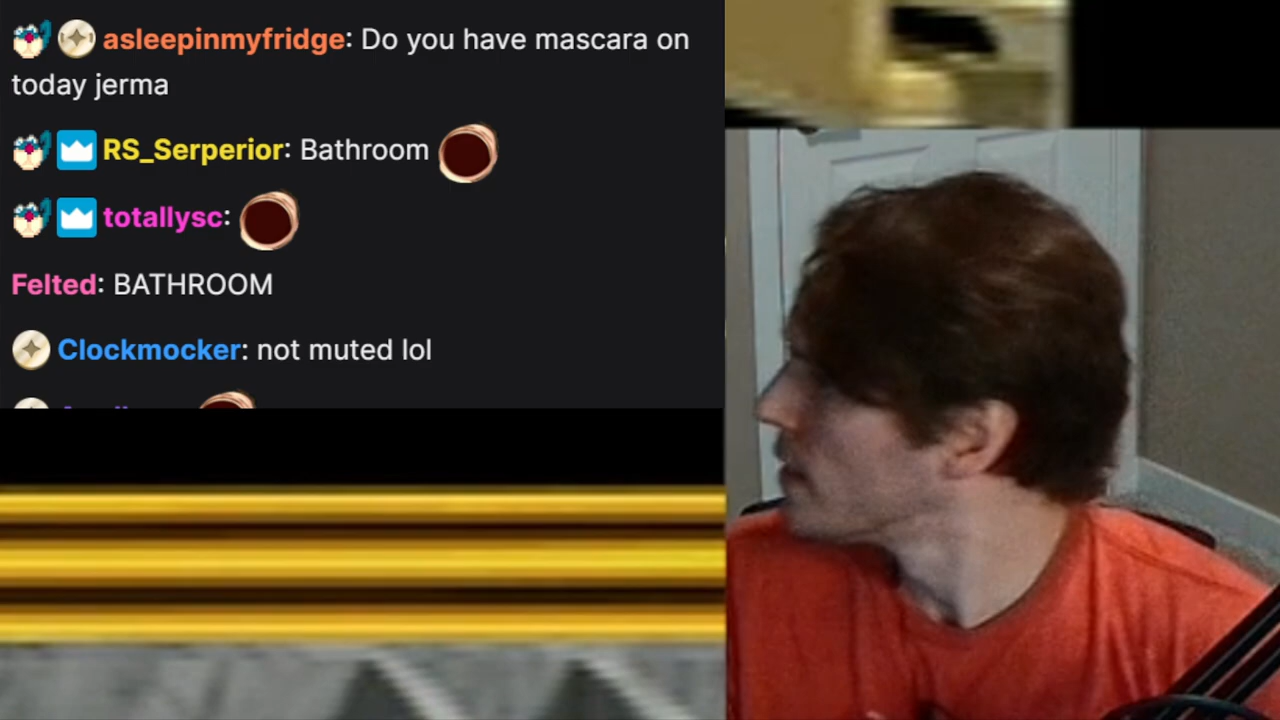 asleepinmyfridge: Do you have mascara on
today jerma
RS_Serperior: Bathroom
totallysc:
Felted: BATHROOM
Clockmocker: not muted lol